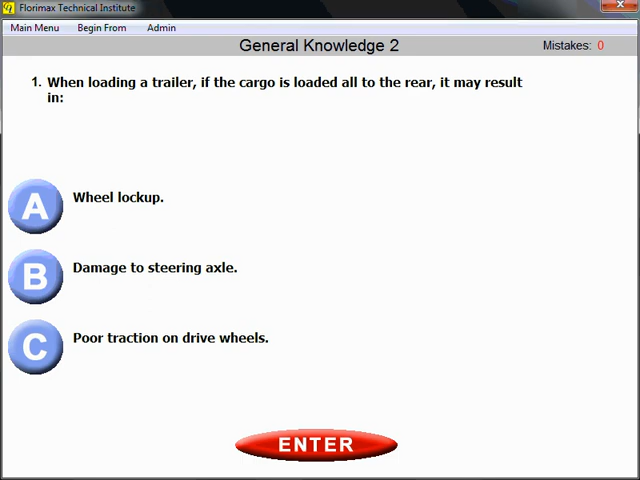 Florimax Technical Institute
Main Menu Begin From Admin
General Knowledge 2 Mistakes: 0
1. When loading a trailer, if the cargo is loaded all to the rear, it may result
in:
A Wheel lockup.
B Damage to steering axle.
C Poor traction on drive wheels.
ENTER